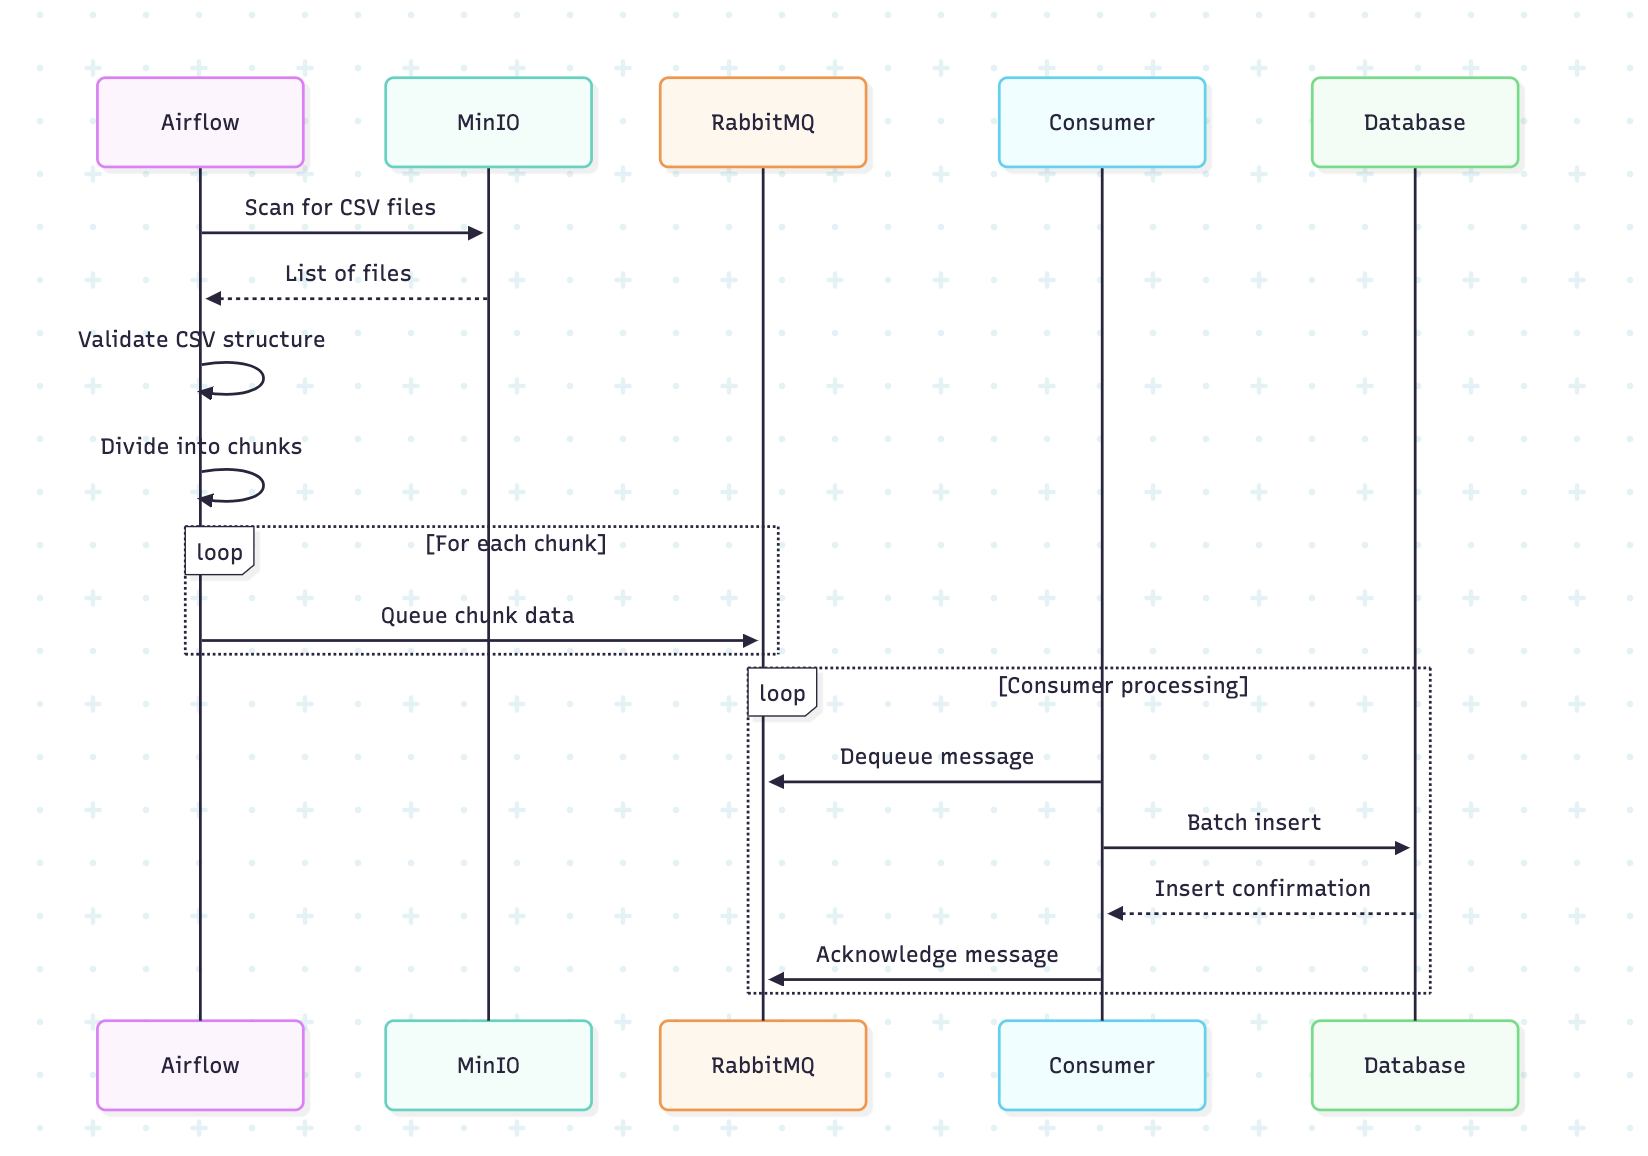 Airflow
MinIO
RabbitMQ
Consumer
Database
Scan for CSV files
List of files
Validate CSV structure
Divide into chunks
loop
[For each chunk]
Queue chunk data
loop
[Consumer processing]
Dequeue message
Batch insert
Insert confirmation
Acknowledge message
Airflow
MinIO
RabbitMQ
Consumer
Database